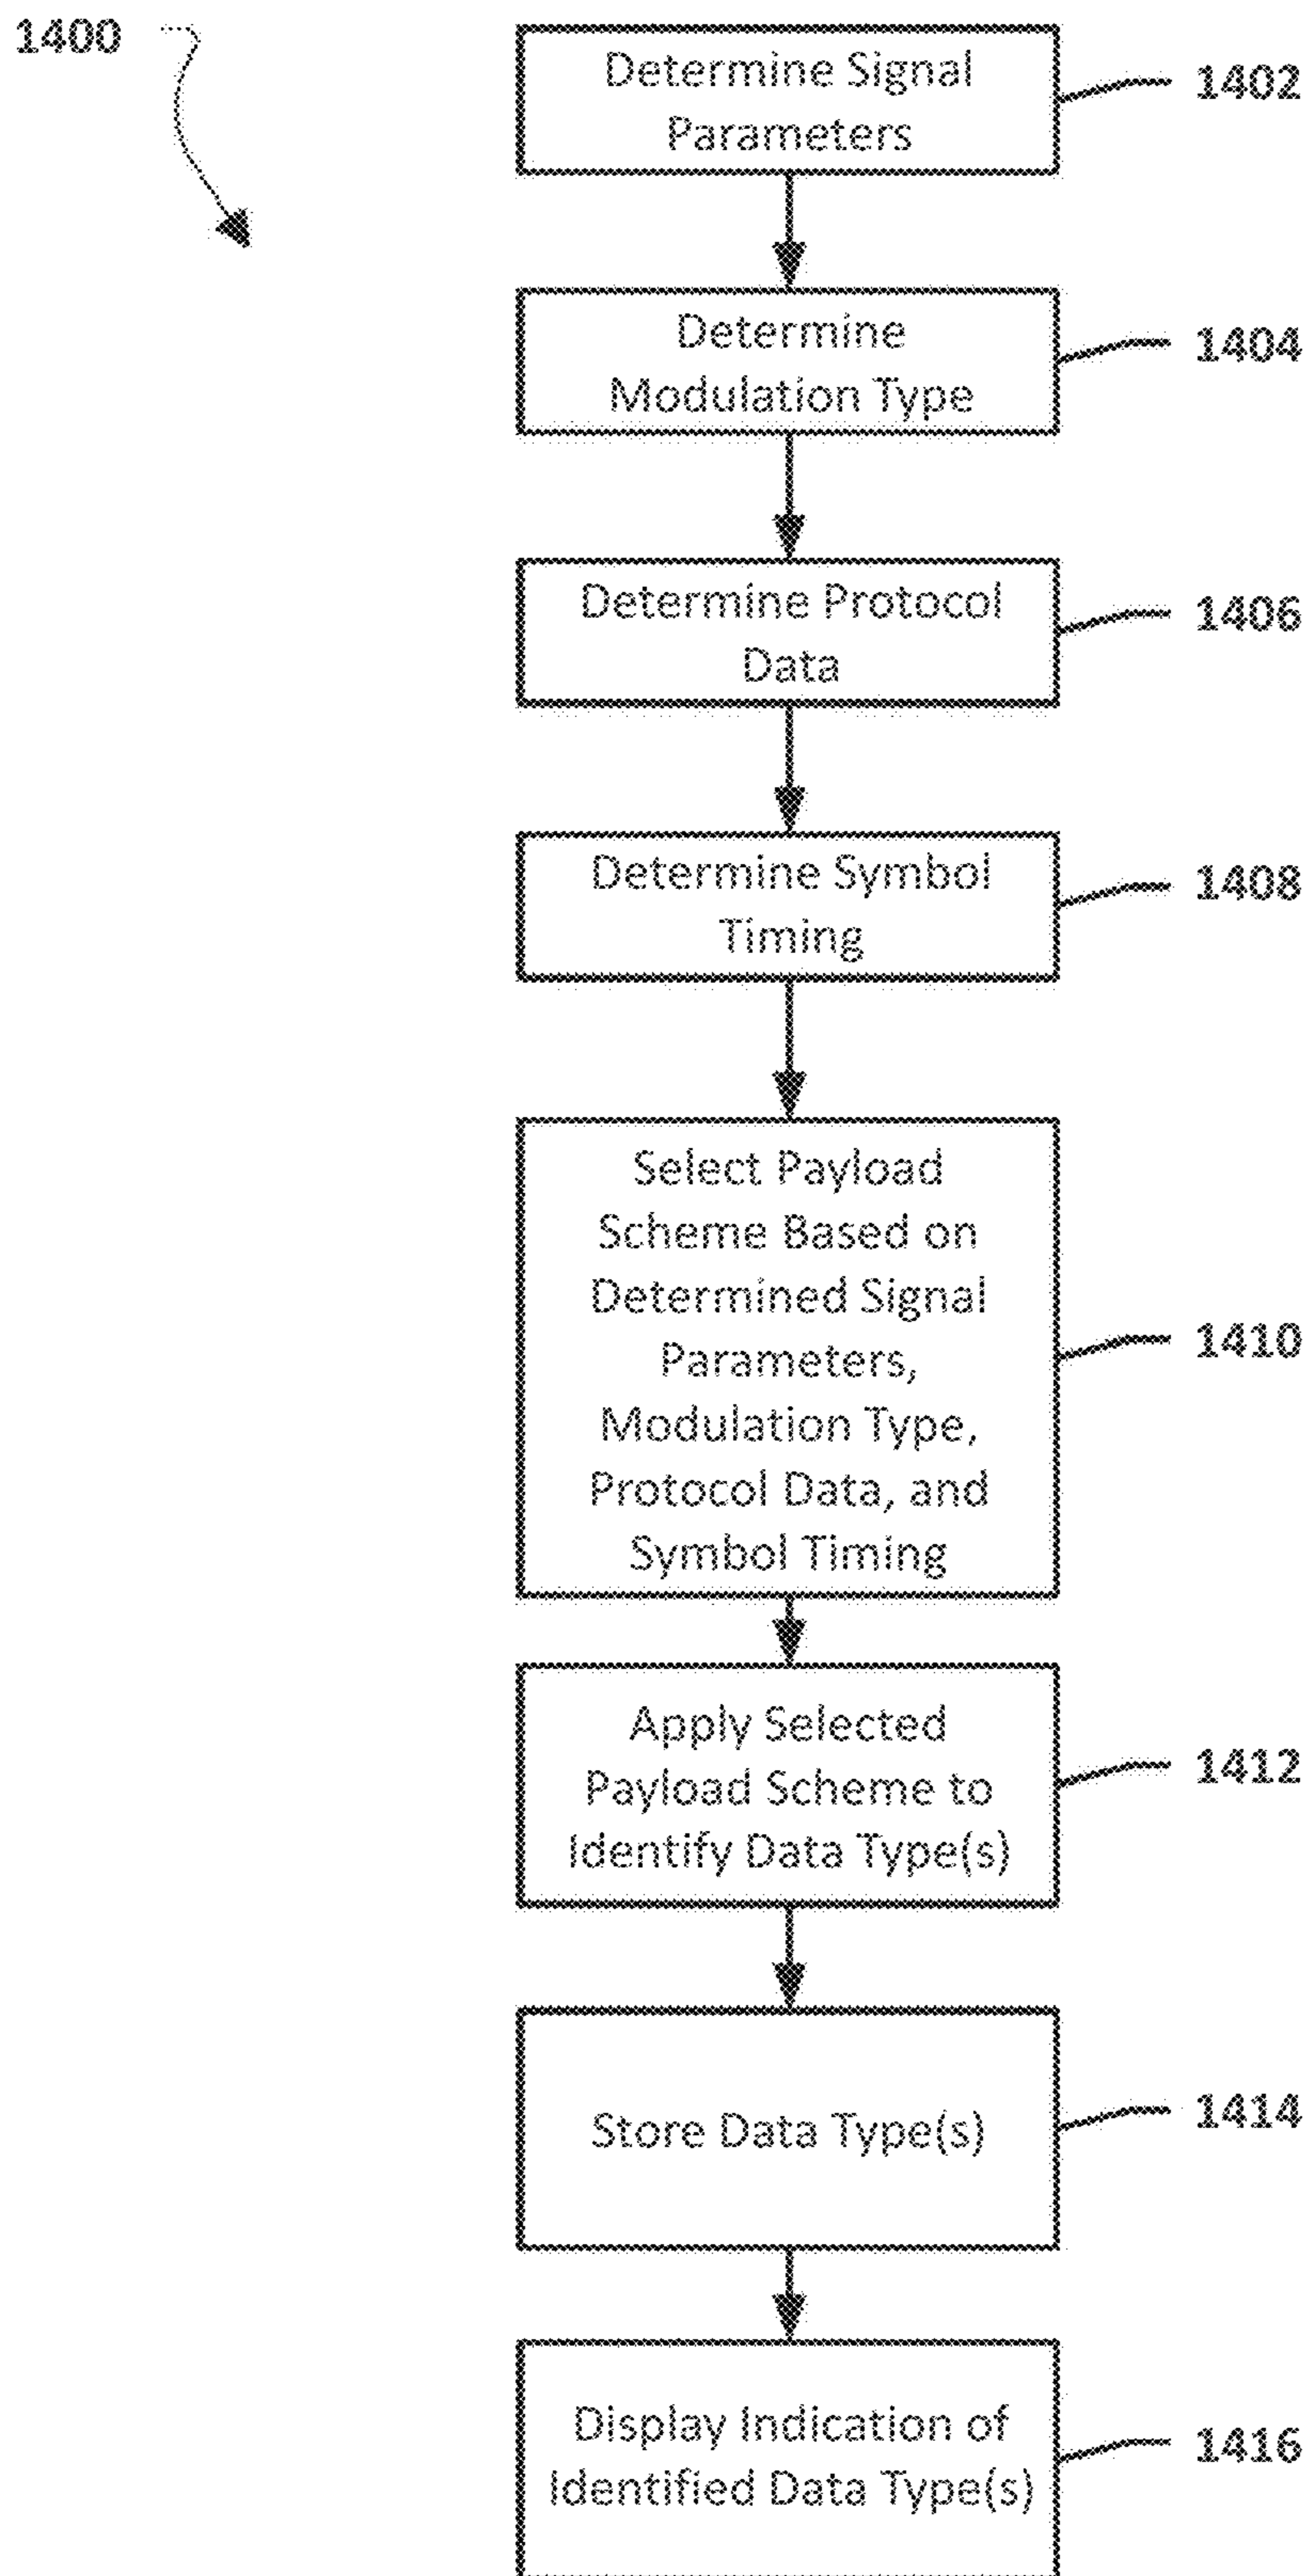 1400
Determine Signal
Parameters
1402
Determine
Modulation Type
1404
Determine Protocol
Data
1406
Determine Symbol
Timing
1408
Select Payload
Scheme Based on
Determined Signal
Parameters,
Modulation Type,
Protocol Data, and
Symbol Timing
1410
Apply Selected
Payload Scheme to
Identify Data Type(s)
1412
Store Data Type(s)
1414
Display Indication of
Identified Data Type(s)
1416